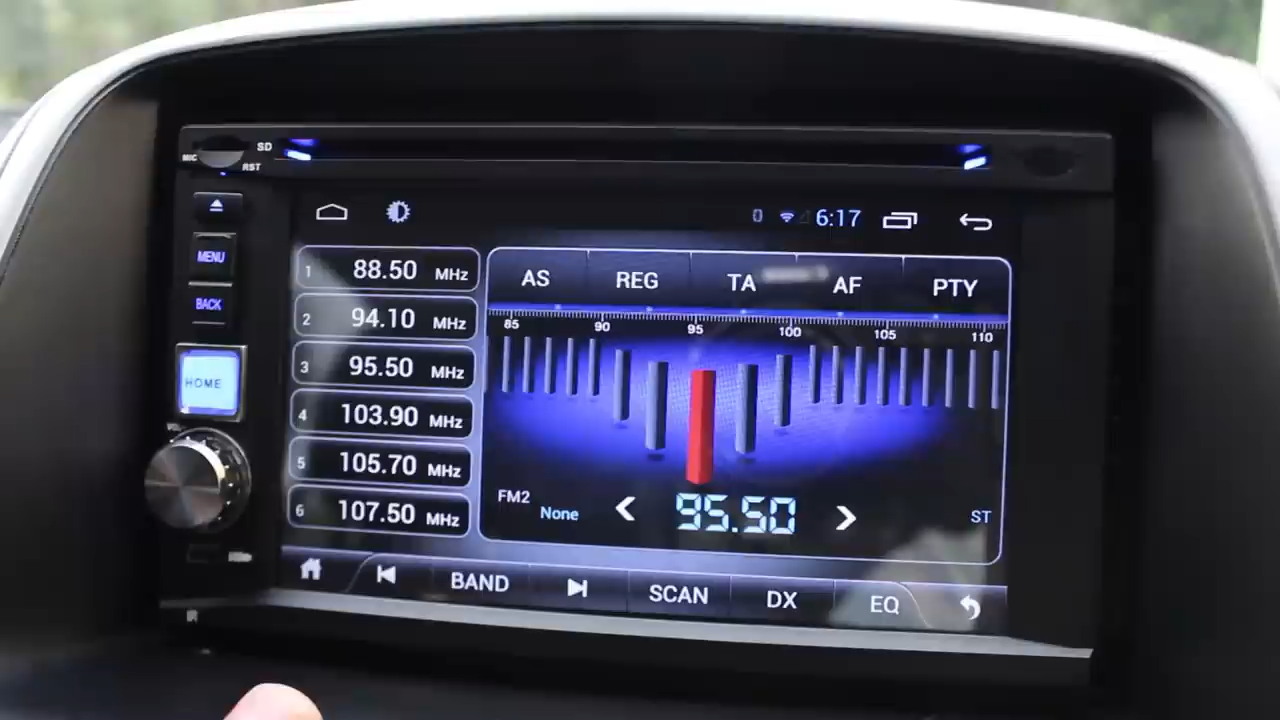 MIC
SD
RST
6:17
MENU
BACK
HOME
VOL
1 88.50 MHz
2 94.10 MHz
3 95.50 MHz
4 103.90 MHz
5 105.70 MHz
6 107.50 MHz
AS REG TA AF PTY
85 90 95 100 105 110
FM2 None 95.50 ST
BAND SCAN DX EQ
IR